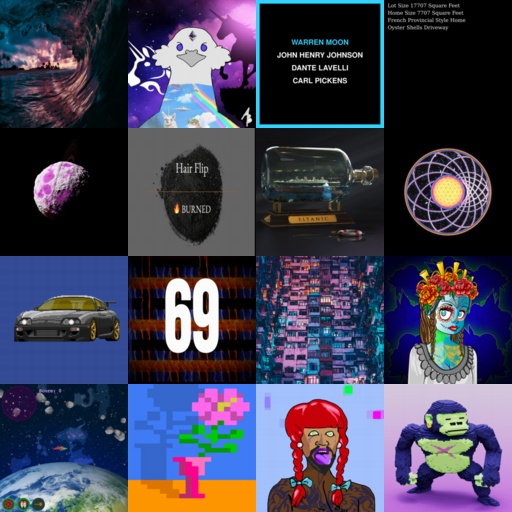 WARREN MOON
JOHN HENRY JOHNSON
DANTE LAVELLI
CARL PICKENS
Lot Size 17707 Square Feet
Home Size 7707 Square Feet
French Provincial Style Home
Oyster Shells Driveway
Hair Flip
BURNED
TITANIC
69